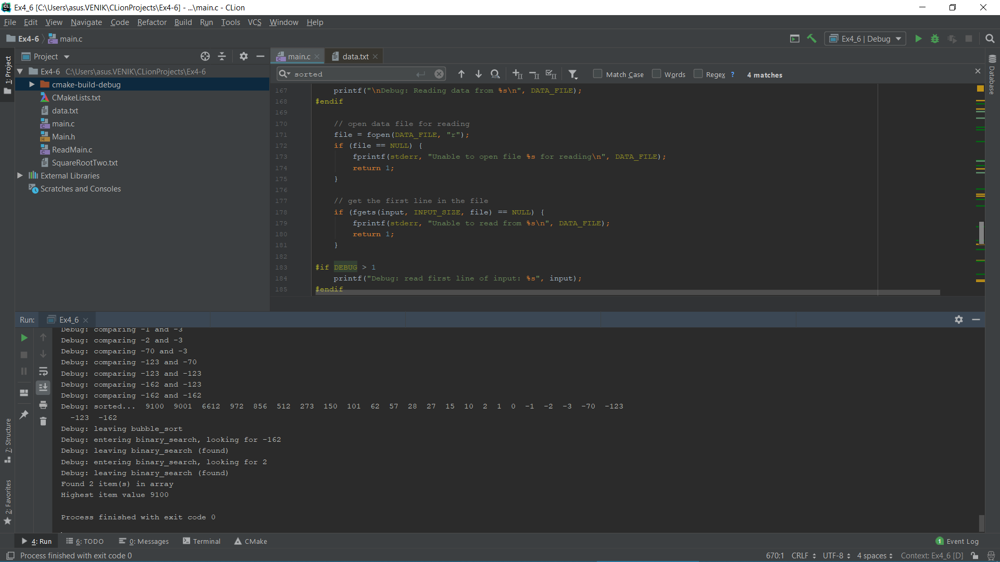 Ex4_6 [C:\Users\asus.VENIK\CLionProjects\Ex4-6] - ...\main.c - CLion
File Edit View Navigate Code Refactor Build Run Tools VCS Window Help
Ex4-6 main.c Ex4_6 | Debug
1: Project
Project
main.c
data.txt
Database
Ex4-6 C:\Users\asus.VENIK\CLionProjects\Ex4-6
cmake-build-debug
CMakeLists.txt
data.txt
main.c
Main.h
ReadMain.c
SquareRootTwo.txt
External Libraries
Scratches and Consoles
sorted
Match Case Words Regex ? 4 matches
167 printf("\nDebug: Reading data from %s\n", DATA_FILE);
168 #endif
169
170 // open data file for reading
171 file = fopen(DATA_FILE, "r");
172 if (file == NULL) {
173 fprintf(stderr, "Unable to open file %s for reading\n", DATA_FILE);
174 return 1;
175 }
176
177 // get the first line in the file
178 if (fgets(input, INPUT_SIZE, file) == NULL) {
179 fprintf(stderr, "Unable to read from %s\n", DATA_FILE);
180 return 1;
181 }
182
183 #if DEBUG > 1
184 printf("Debug: read first line of input: %s", input);
185 #endif
Run: Ex4_6
Debug: comparing -1 and -3
Debug: comparing -2 and -3
Debug: comparing -70 and -3
Debug: comparing -123 and -70
Debug: comparing -123 and -123
Debug: comparing -162 and -123
Debug: comparing -162 and -162
Debug: sorted... 9100 9001 6612 972 856 512 273 150 101 62 57 28 27 15 10 2 1 0 -1 -2 -3 -70 -123
-123 -162
Debug: leaving bubble_sort
Debug: entering binary_search, looking for -162
Debug: leaving binary_search (found)
Debug: entering binary_search, looking for 2
Debug: leaving binary_search (found)
Found 2 item(s) in array
Highest item value 9100
Process finished with exit code 0
7: Structure
2: Favorites
4: Run 6: TODO 0: Messages Terminal CMake 1 Event Log
Process finished with exit code 0 670:1 CRLF UTF-8 4 spaces Context: Ex4_6 [D]